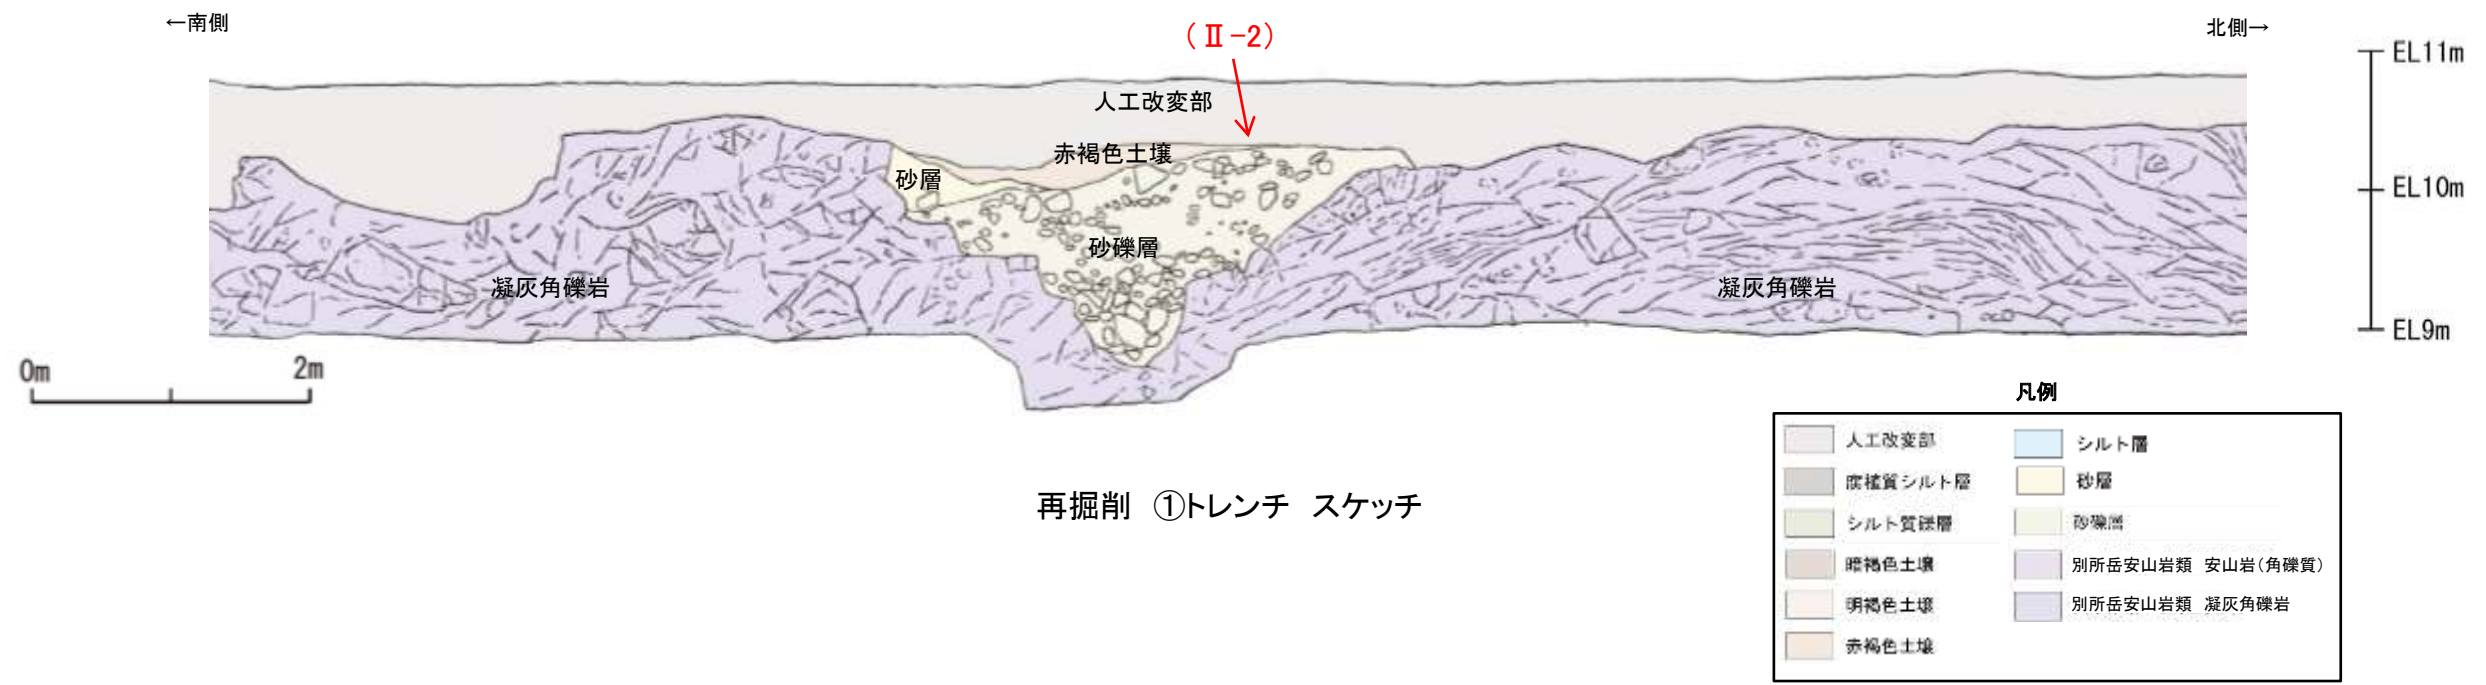 ←南側
(Ⅱ-2)
北側→
EL11m
人工改変部
赤褐色土壌
砂層
EL10m
砂礫層
凝灰角礫岩
凝灰角礫岩
EL9m
0m
2m
凡例
人工改変部
シルト層
腐植質シルト層
砂層
シルト質礫層
砂礫層
暗褐色土壌
別所岳安山岩類 安山岩(角礫質)
明褐色土壌
別所岳安山岩類 凝灰角礫岩
赤褐色土壌
再掘削 ①トレンチ スケッチ